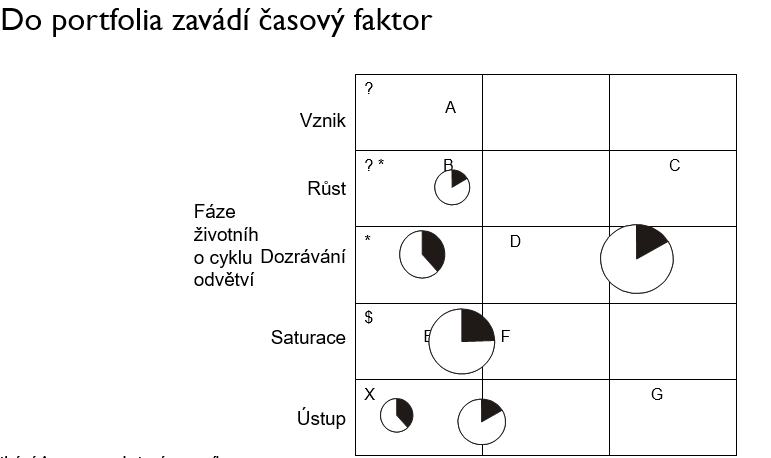 Do portfolia zavádí časový faktor
?
A
Vznik
? *
B
C
Růst
Fáze
životníh
o cyklu
odvětví
*
D
Dozrávání
$
F
Saturace
X
G
Ústup